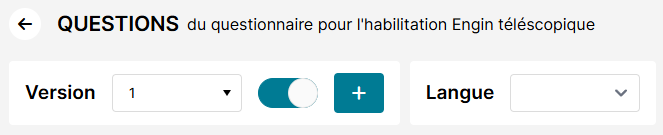 QUESTIONS du questionnaire pour l'habilitation Engin téléscopique
Version 1 + Langue